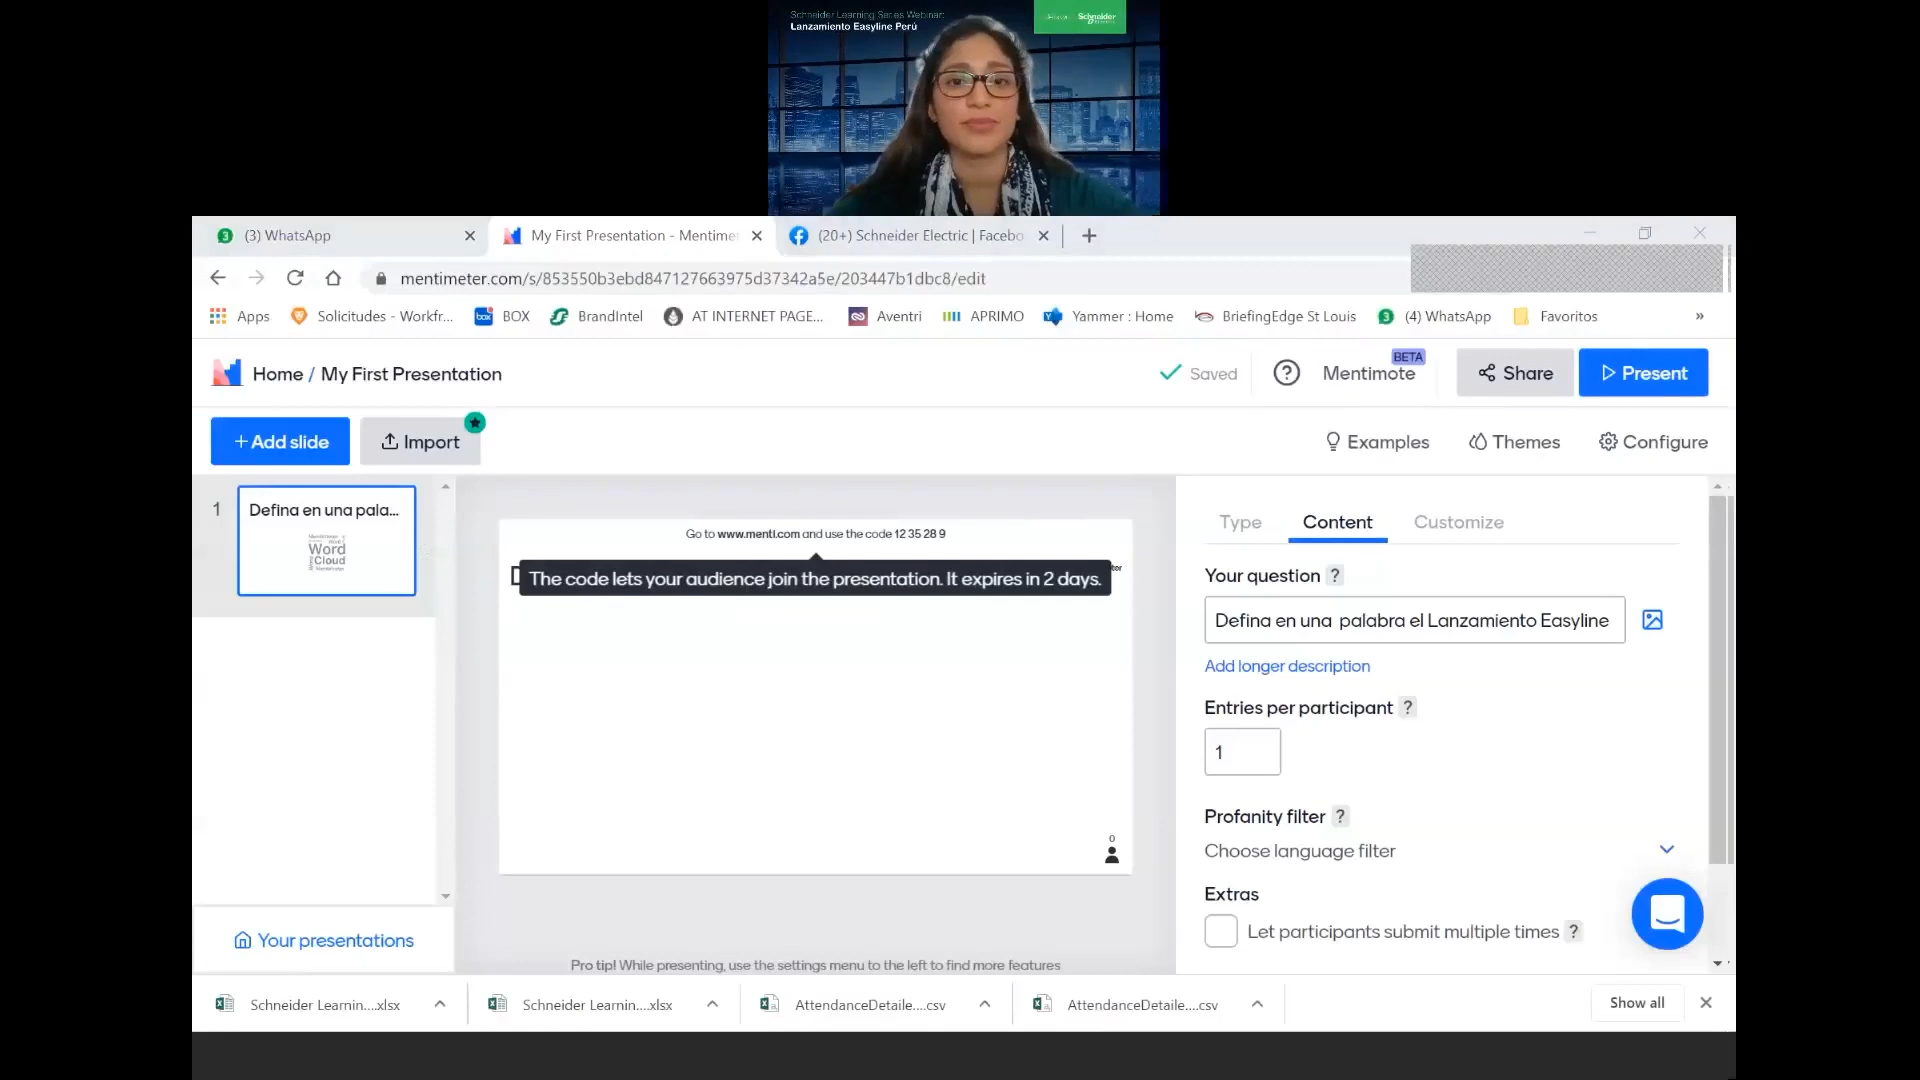 Schneider Learning Series Webinar:
Lanzamiento Easyline Perú
Schneider
3 (3) WhatsApp
My First Presentation - Mentime
(20+) Schneider Electric | Facebo
mentimeter.com/s/853550b3ebd847127663975d37342a5e/203447b1dbc8/edit
Apps
Solicitudes - Workfr...
box BOX
BrandIntel
AT INTERNET PAGE...
Aventri
APRIMO
Yammer : Home
BriefingEdge St Louis
3 (4) WhatsApp
Favoritos
»
Home / My First Presentation
Saved
?
Mentimote
BETA
Share
Present
+ Add slide
Import
Examples
Themes
Configure
1
Defina en una pala...
Word
Cloud
Go to www.menti.com and use the code 12 35 28 9
The code lets your audience join the presentation. It expires in 2 days.
0
Pro tip! While presenting, use the settings menu to the left to find more features
Your presentations
Type
Content
Customize
Your question ?
Defina en una palabra el Lanzamiento Easyline
Add longer description
Entries per participant ?
1
Profanity filter ?
Choose language filter
Extras
Let participants submit multiple times ?
Schneider Learnin....xlsx
Schneider Learnin....xlsx
AttendanceDetaile....csv
AttendanceDetaile....csv
Show all